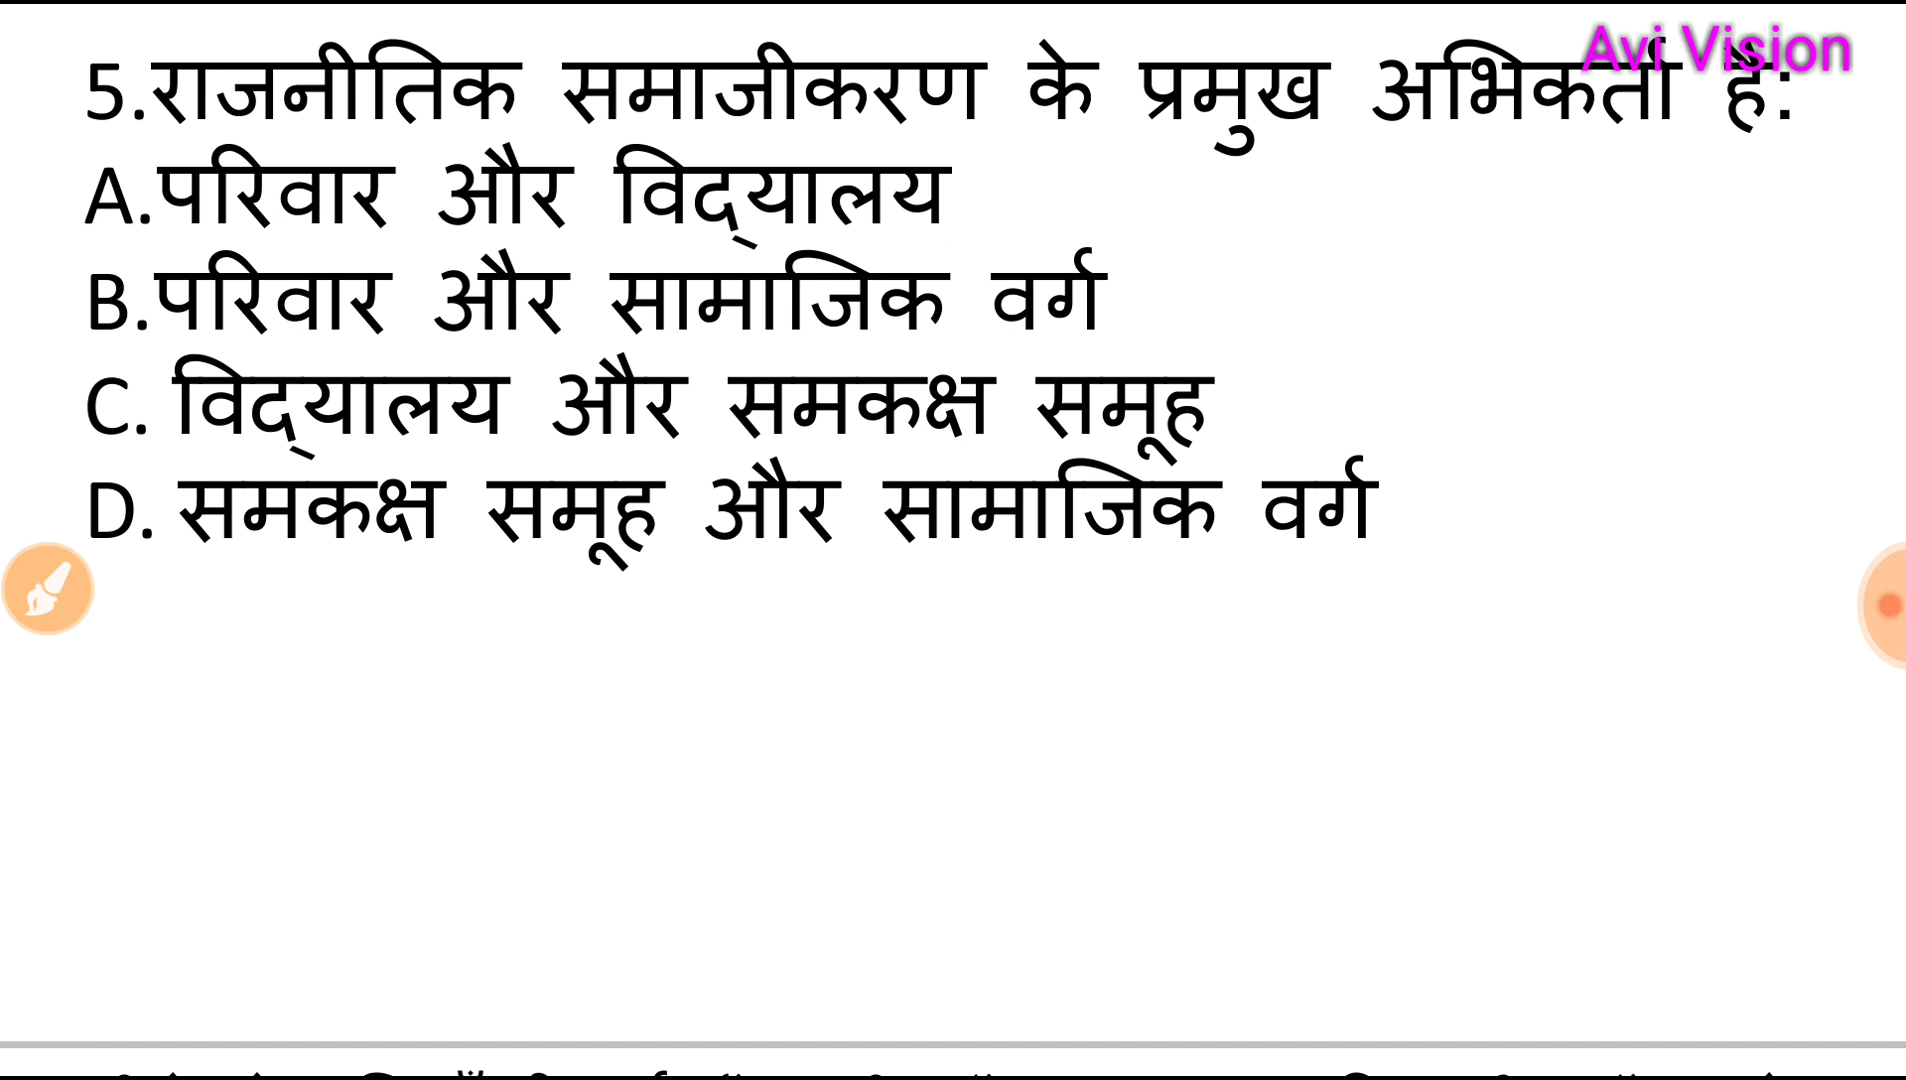 Avi Vision
5.राजनीतिक समाजीकरण के प्रमुख अभिकर्ता है:
A.परिवार और विद्यालय
B.परिवार और सामाजिक वर्ग
C. विद्यालय और समकक्ष समूह
D. समकक्ष समूह और सामाजिक वर्ग